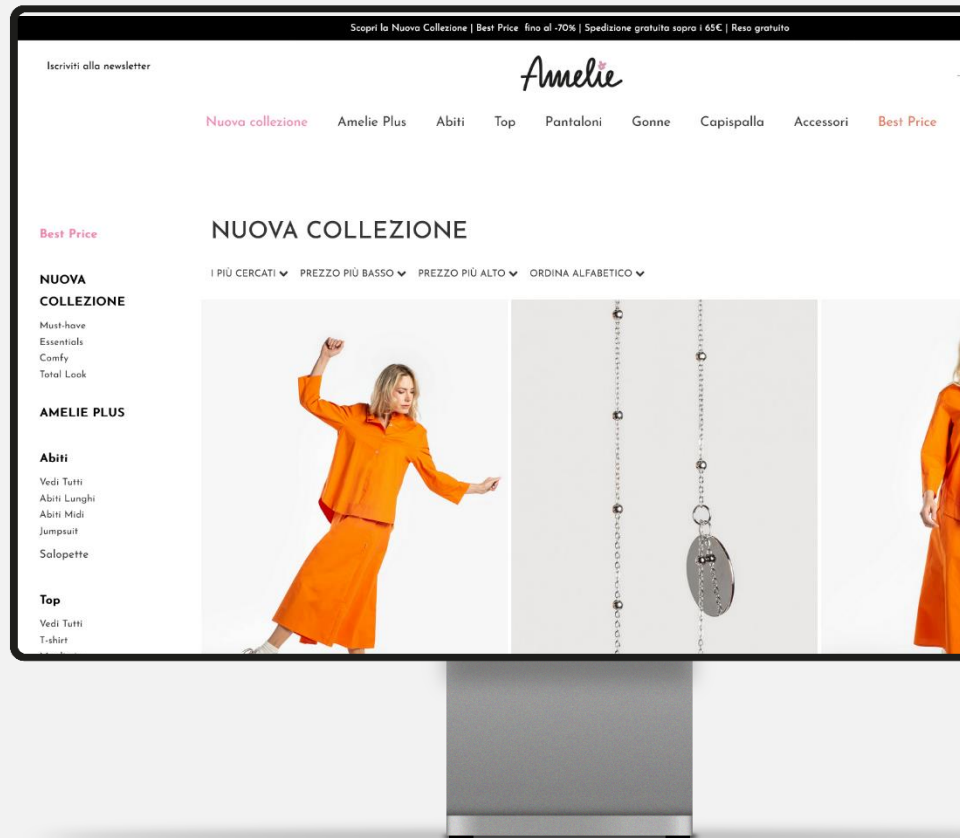 Scopri la Nuova Collezione | Best Price fino al -70% | Spedizione gratuita sopra i 65€ | Reso gratuito
Iscriviti alla newsletter
Amelie
Nuova collezione Amelie Plus Abiti Top Pantaloni Gonne Capispalla Accessori Best Price
Best Price
NUOVA COLLEZIONE
I PIÙ CERCATI PREZZO PIÙ BASSO PREZZO PIÙ ALTO ORDINA ALFABETICO
NUOVA
COLLEZIONE
Must-have
Essentials
Comfy
Total Look
AMELIE PLUS
Abiti
Vedi Tutti
Abiti Lunghi
Abiti Midi
Jumpsuit
Salopette
Top
Vedi Tutti
T-shirt